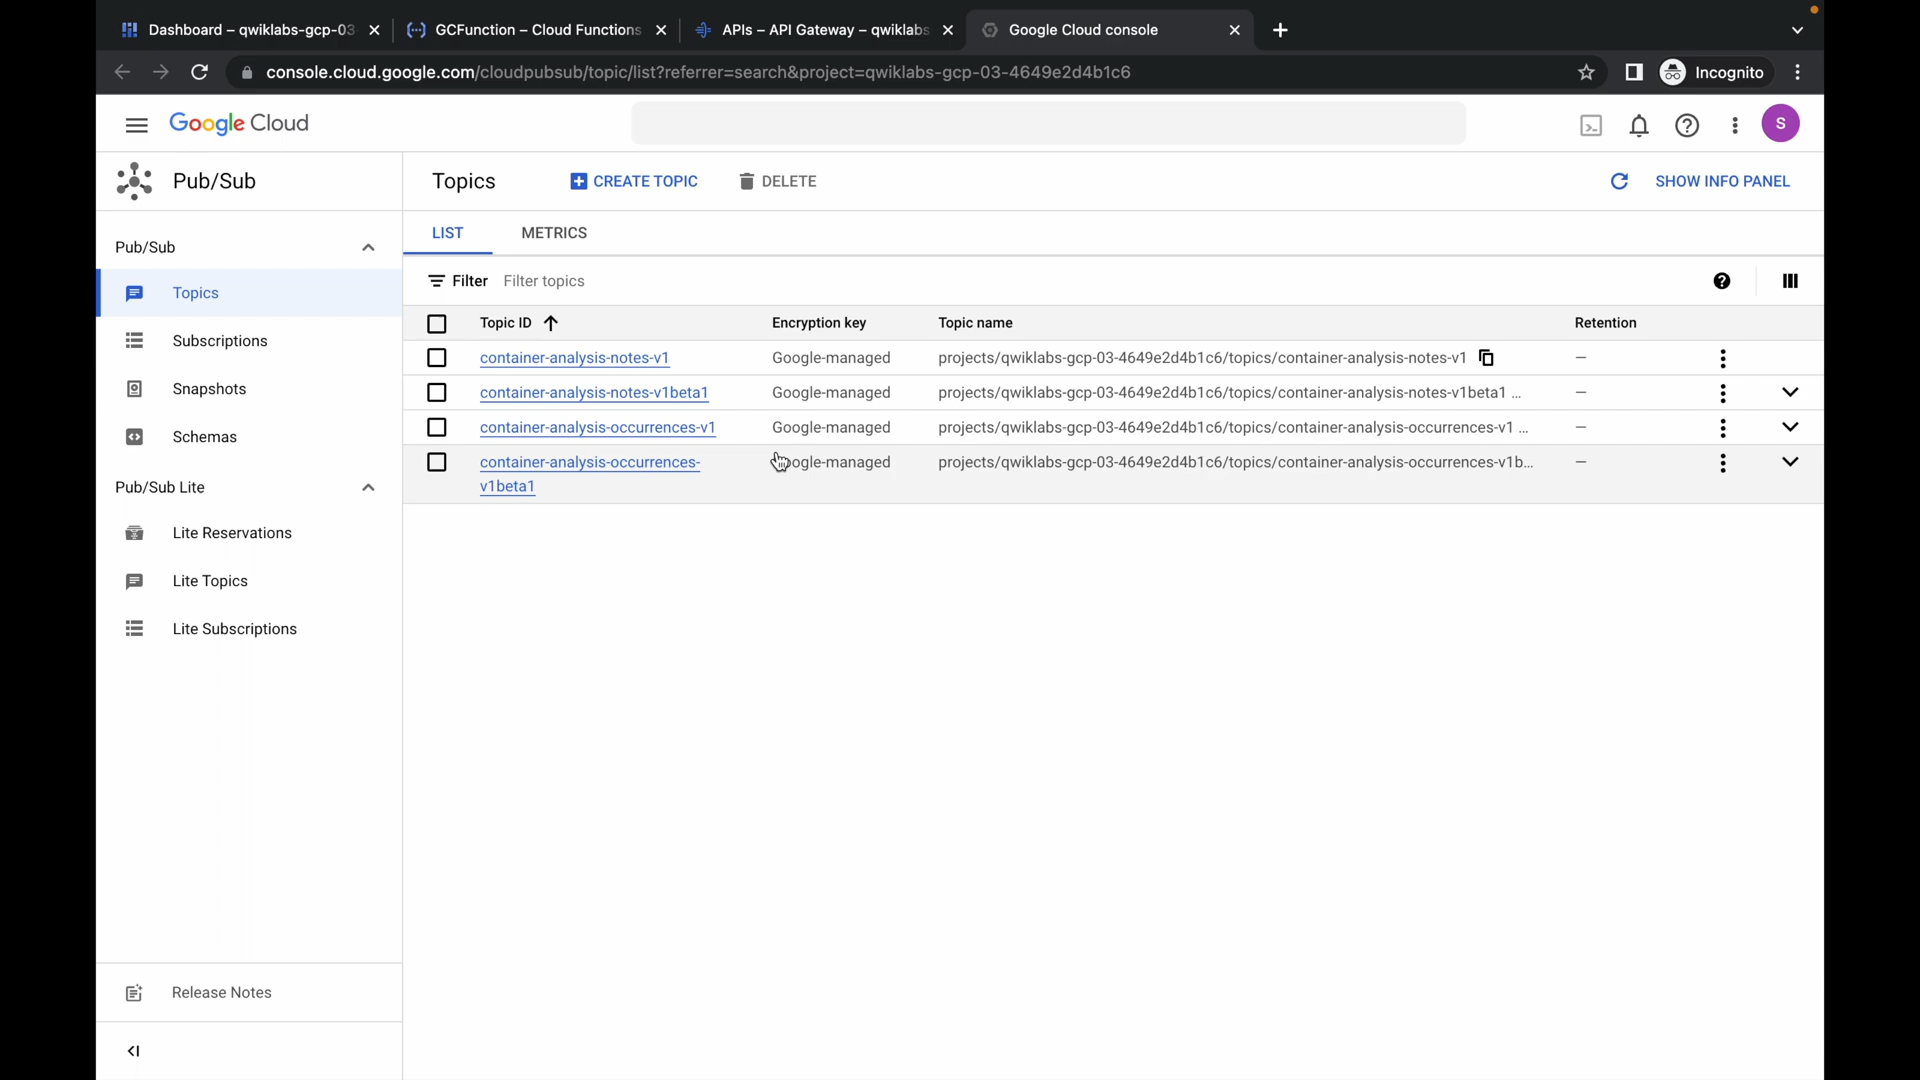 Dashboard – qwiklabs-gcp-03
GCFunction – Cloud Functions
APIs – API Gateway – qwiklabs
Google Cloud console
console.cloud.google.com/cloudpubsub/topic/list?referrer=search&project=qwiklabs-gcp-03-4649e2d4b1c6
Incognito
Google Cloud
S
Pub/Sub
Topics
CREATE TOPIC
DELETE
SHOW INFO PANEL
Pub/Sub
Topics
Subscriptions
Snapshots
Schemas
Pub/Sub Lite
Lite Reservations
Lite Topics
Lite Subscriptions
Release Notes
LIST
METRICS
Filter Filter topics
Topic ID Encryption key Topic name Retention
container-analysis-notes-v1 Google-managed projects/qwiklabs-gcp-03-4649e2d4b1c6/topics/container-analysis-notes-v1 –
container-analysis-notes-v1beta1 Google-managed projects/qwiklabs-gcp-03-4649e2d4b1c6/topics/container-analysis-notes-v1beta1 ... –
container-analysis-occurrences-v1 Google-managed projects/qwiklabs-gcp-03-4649e2d4b1c6/topics/container-analysis-occurrences-v1 ... –
container-analysis-occurrences- Google-managed projects/qwiklabs-gcp-03-4649e2d4b1c6/topics/container-analysis-occurrences-v1b... –
v1beta1